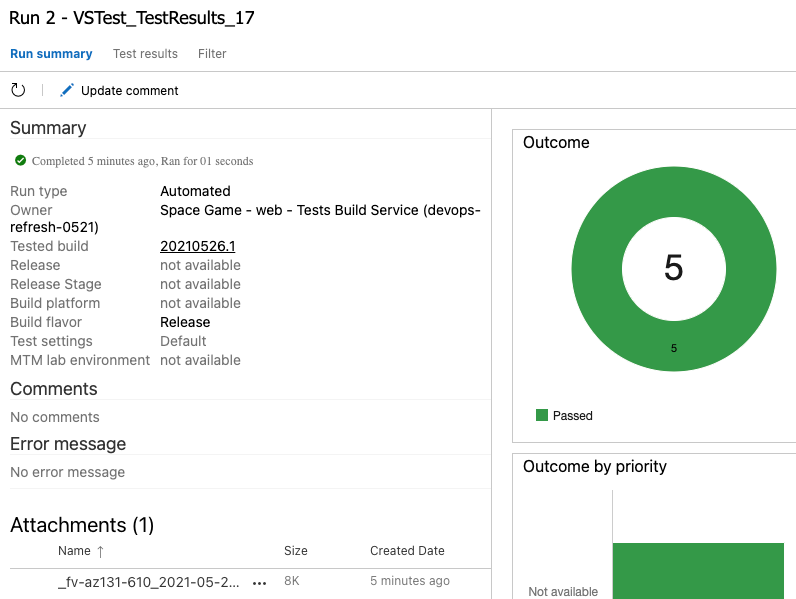 Run 2 - VSTest_TestResults_17
Run summary Test results Filter
Update comment
Summary
Completed 5 minutes ago, Ran for 01 seconds
Run type Automated
Owner Space Game - web - Tests Build Service (devops-
refresh-0521)
Tested build 20210526.1
Release not available
Release Stage not available
Build platform not available
Build flavor Release
Test settings Default
MTM lab environment not available
Comments
No comments
Error message
No error message
Attachments (1)
Name ↑ Size Created Date
_fv-az131-610_2021-05-2... ... 8K 5 minutes ago
Outcome
5
5
Passed
Outcome by priority
Not available